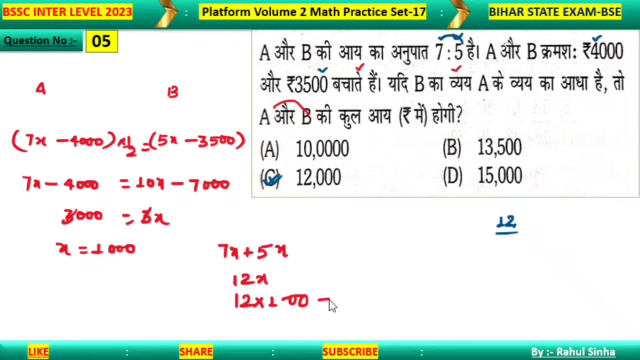 BSSC INTER LEVEL 2023
Platform Volume 2 Math Practice Set-17
BIHAR STATE EXAM-BSE
Question No :- 05
A और B की आय का अनुपात 7 : 5 है। A और B क्रमश: ₹4000
और ₹3500 बचाते हैं। यदि B का व्यय A के व्यय का आधा है, तो
A और B की कुल आय (₹ में) होगी?
(A) 10,0000 (B) 13,500
(C) 12,000 (D) 15,000
A B
(7x - 4000) × 1/2 = (5x - 3500)
7x - 4000 = 10x - 7000
3000 = 3x
x = 1000
7x + 5x
12x
12 × 1 00 =
12
LIKE SHARE SUBSCRIBE By :- Rahul Sinha